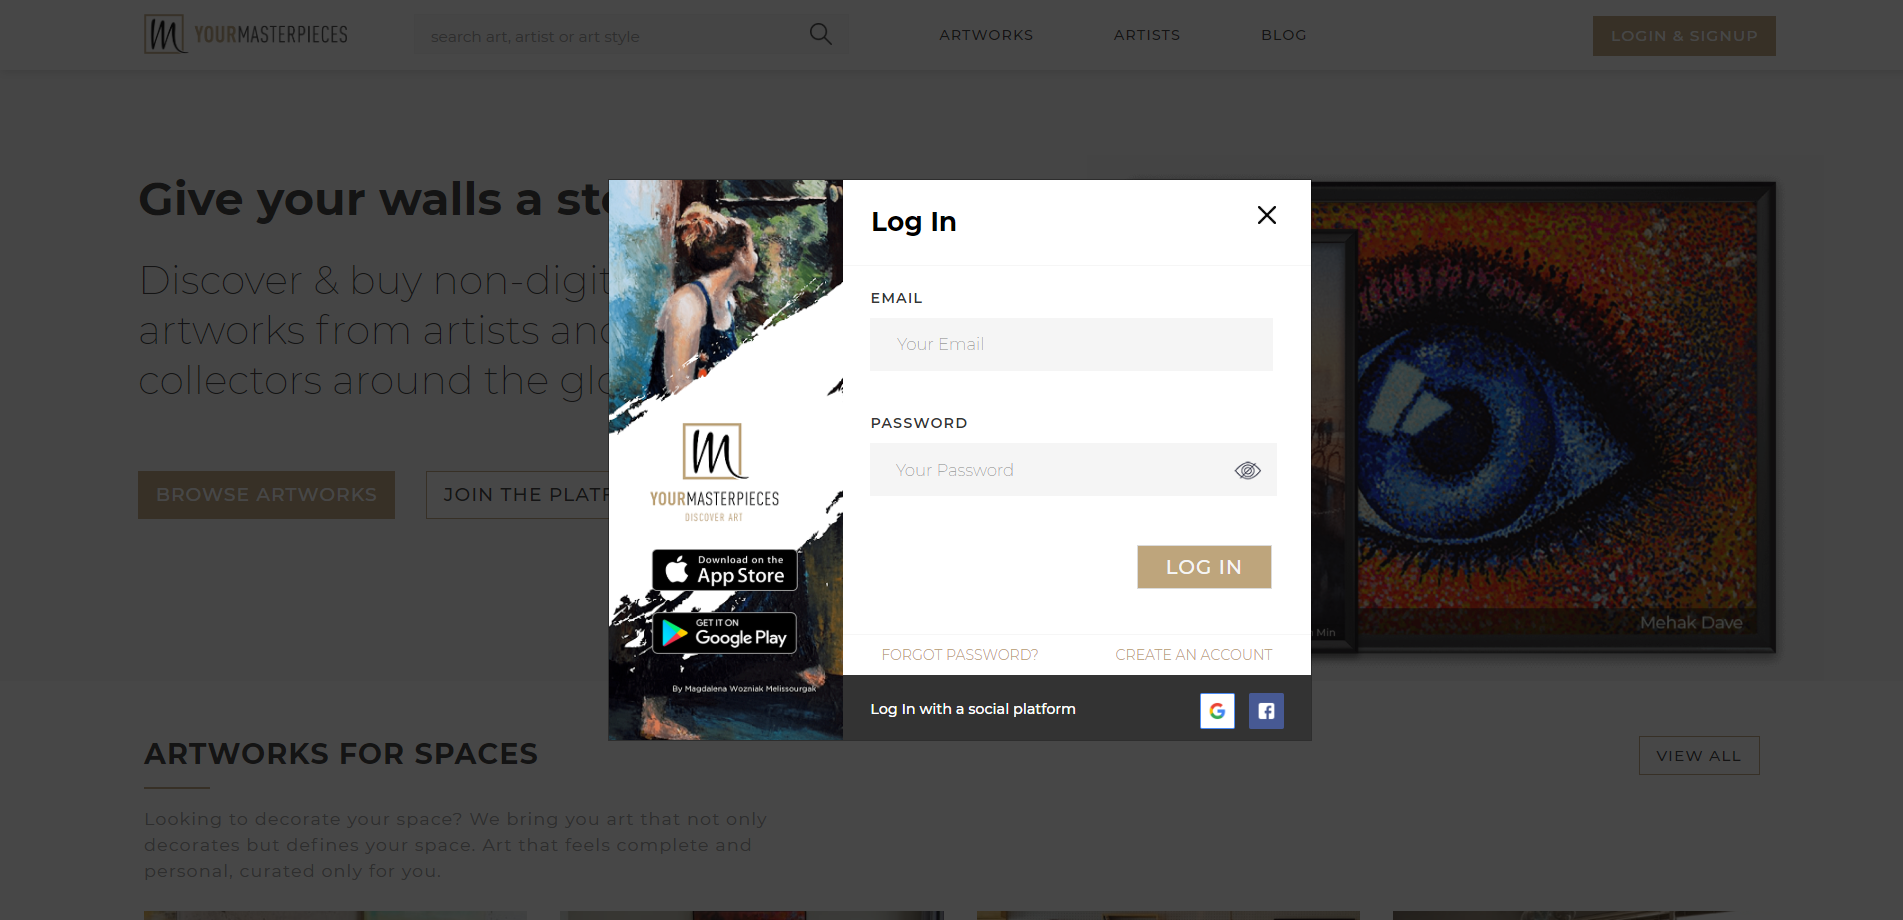 YOURMASTERPIECES
search art, artist or art style
ARTWORKS
ARTISTS
BLOG
LOGIN & SIGNUP
Give your walls a sto
Discover & buy non-digit
artworks from artists and
collectors around the glo
BROWSE ARTWORKS
JOIN THE PLATF
YOURMASTERPIECES
DISCOVER ART
Download on the
App Store
GET IT ON
Google Play
By Magdalena Wozniak Melissourgak
Log In
EMAIL
Your Email
PASSWORD
Your Password
LOG IN
FORGOT PASSWORD?
CREATE AN ACCOUNT
Log In with a social platform
Min
Mehak Dave
ARTWORKS FOR SPACES
VIEW ALL
Looking to decorate your space? We bring you art that not only
decorates but defines your space. Art that feels complete and
personal, curated only for you.